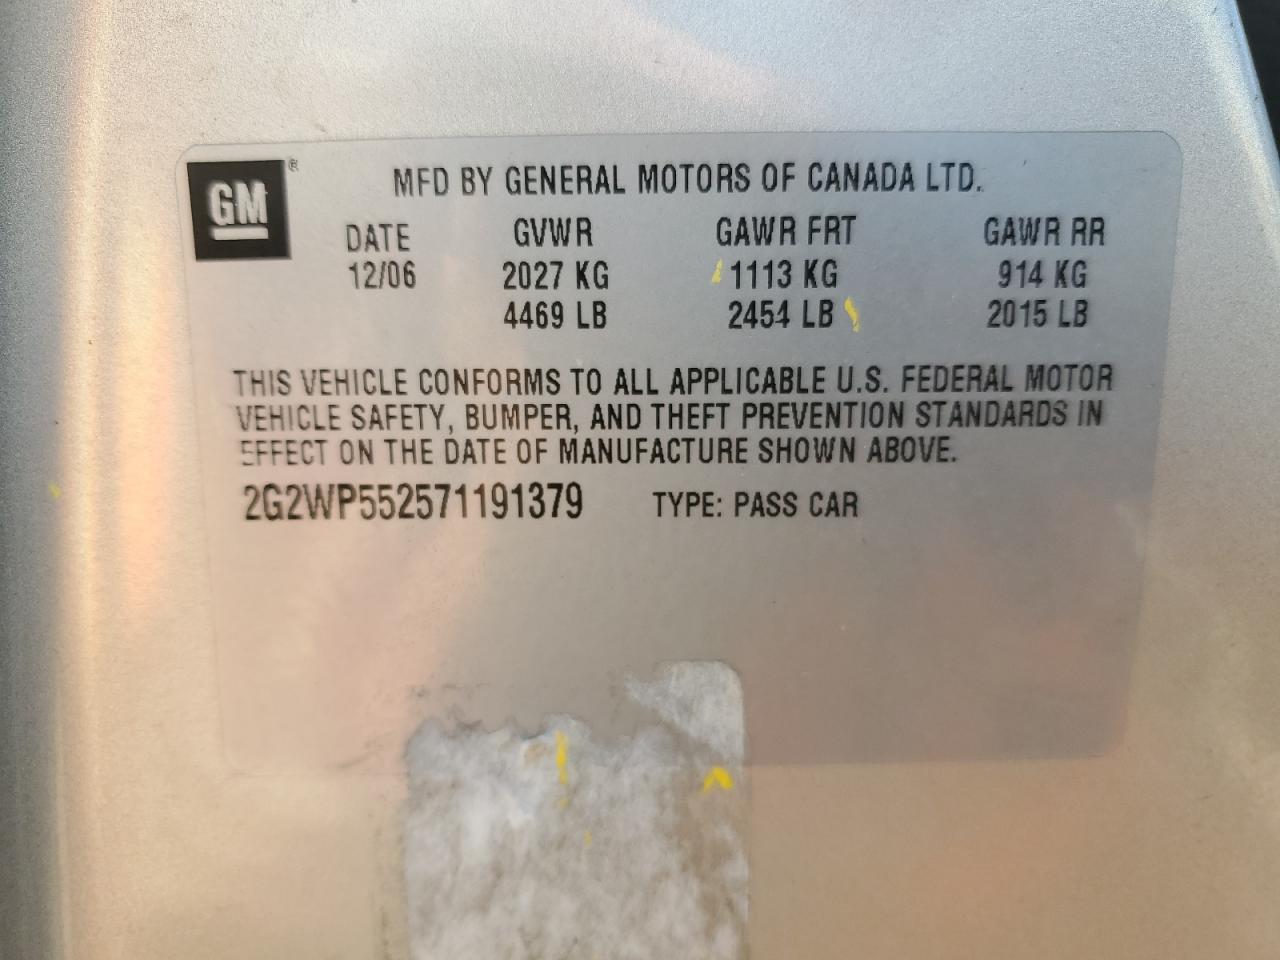 GM®
MFD BY GENERAL MOTORS OF CANADA LTD.
DATE GVWR GAWR FRT GAWR RR
12/06 2027 KG 1113 KG 914 KG
4469 LB 2454 LB 2015 LB
THIS VEHICLE CONFORMS TO ALL APPLICABLE U.S. FEDERAL MOTOR
VEHICLE SAFETY, BUMPER, AND THEFT PREVENTION STANDARDS IN
EFFECT ON THE DATE OF MANUFACTURE SHOWN ABOVE.
2G2WP552571191379 TYPE: PASS CAR